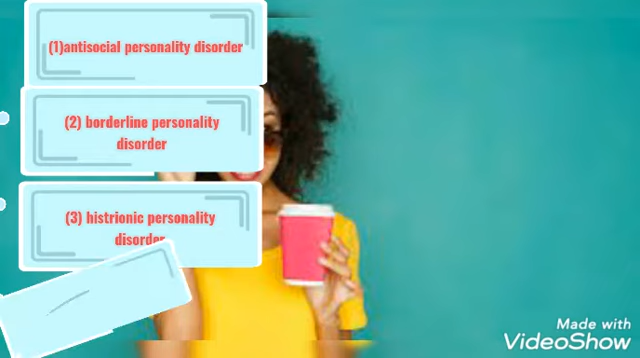 (1)antisocial personality disorder
(2) borderline personality
disorder
(3) histrionic personality
disorder
Made with
VideoShow